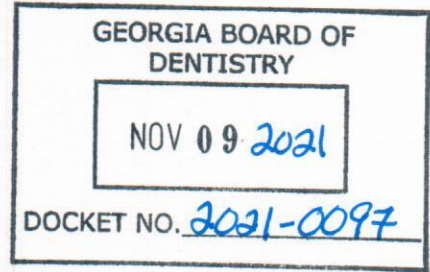 GEORGIA BOARD OF
DENTISTRY
NOV 09 2021
DOCKET NO. 2021-0097